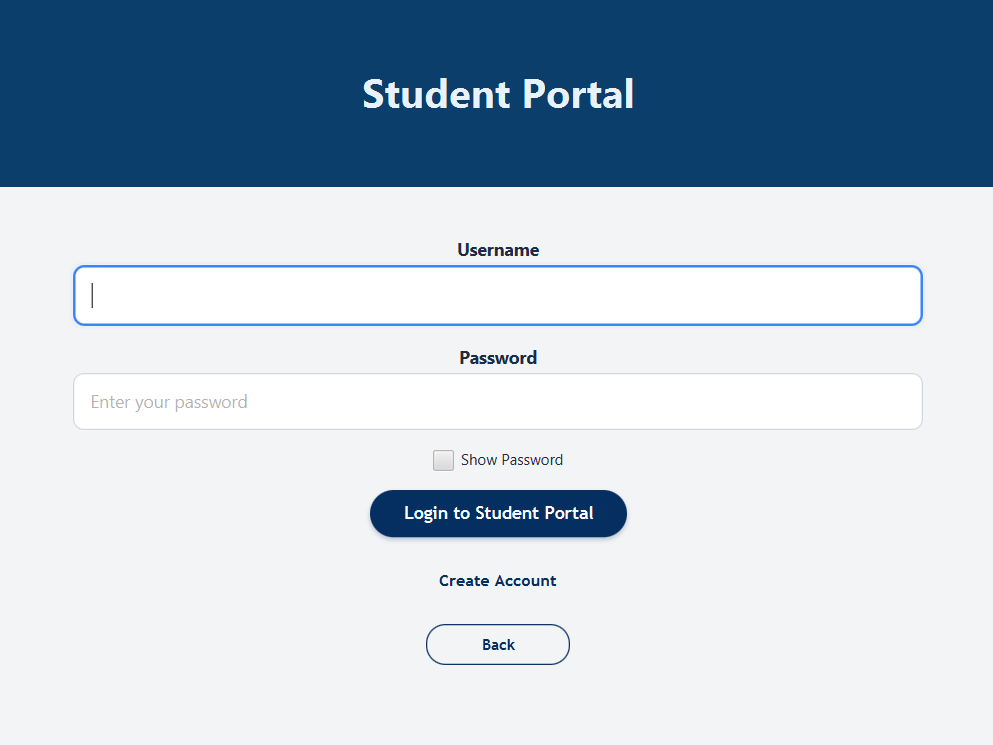 Student Portal
Username
Password
Enter your password
Show Password
Login to Student Portal
Create Account
Back